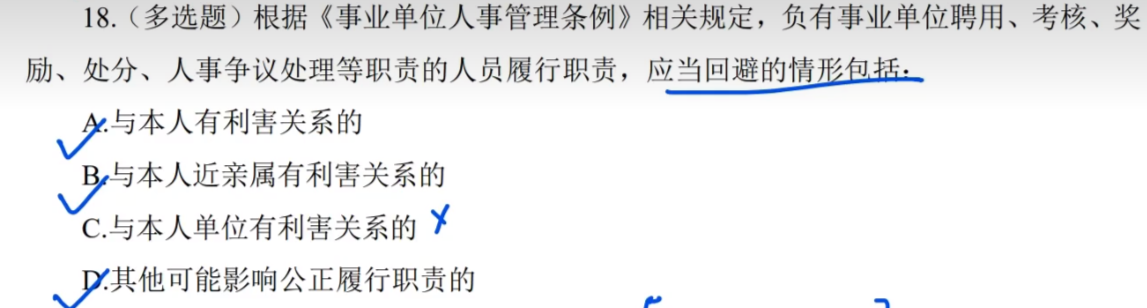 18.（多选题）根据《事业单位人事管理条例》相关规定，负有事业单位聘用、考核、奖
励、处分、人事争议处理等职责的人员履行职责，应当回避的情形包括：
A.与本人有利害关系的
B.与本人近亲属有利害关系的
C.与本人单位有利害关系的
D.其他可能影响公正履行职责的